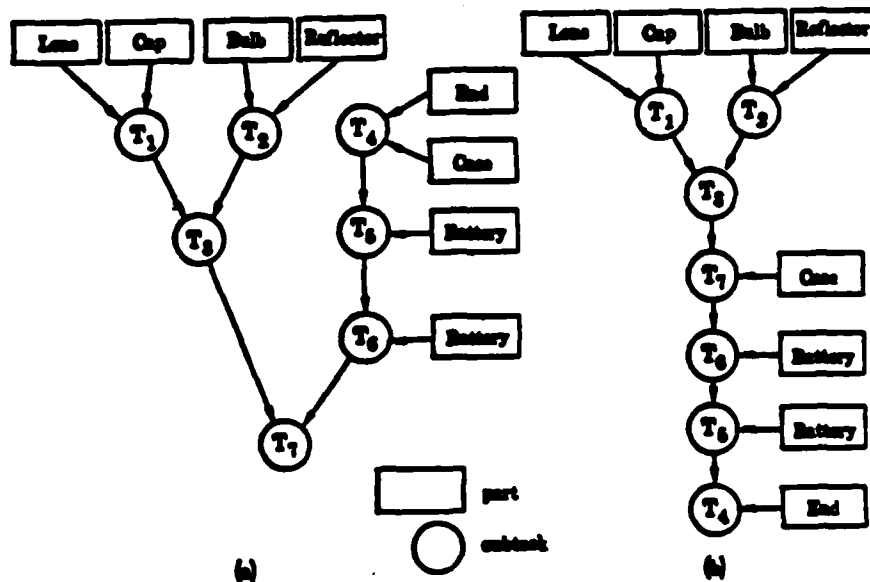 Lens Cap Bulb Reflector
T1 T2
T4
End
Case
T3
T5
Battery
T6
Battery
T7
part
subtask
(a)
Lens Cap Bulb Reflector
T1 T2
T3
T7
Case
T6
Battery
T5
Battery
T4
End
(b)